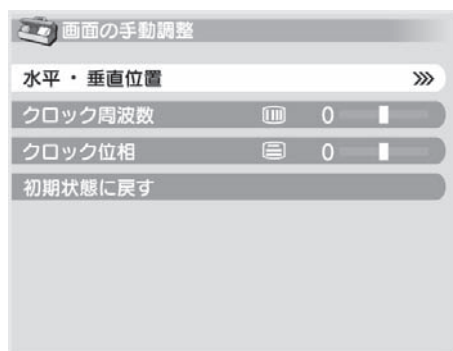 画面の手動調整
水平・垂直位置 >>>
クロック周波数 0
クロック位相 0
初期状態に戻す